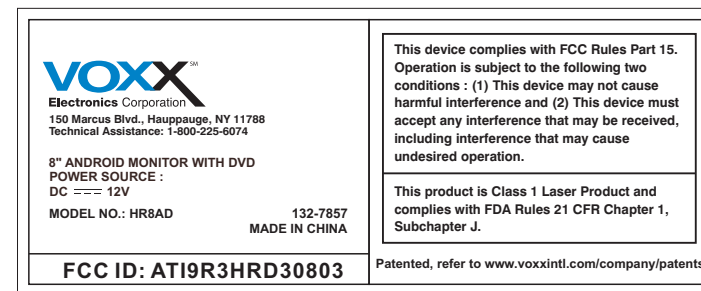 VOXX SM
Electronics Corporation
150 Marcus Blvd., Hauppauge, NY 11788
Technical Assistance: 1-800-225-6074
8" ANDROID MONITOR WITH DVD
POWER SOURCE :
DC 12V
MODEL NO.: HR8AD 132-7857
MADE IN CHINA
FCC ID: ATI9R3HRD30803
This device complies with FCC Rules Part 15.
Operation is subject to the following two
conditions : (1) This device may not cause
harmful interference and (2) This device must
accept any interference that may be received,
including interference that may cause
undesired operation.
This product is Class 1 Laser Product and
complies with FDA Rules 21 CFR Chapter 1,
Subchapter J.
Patented, refer to www.voxxintl.com/company/patents